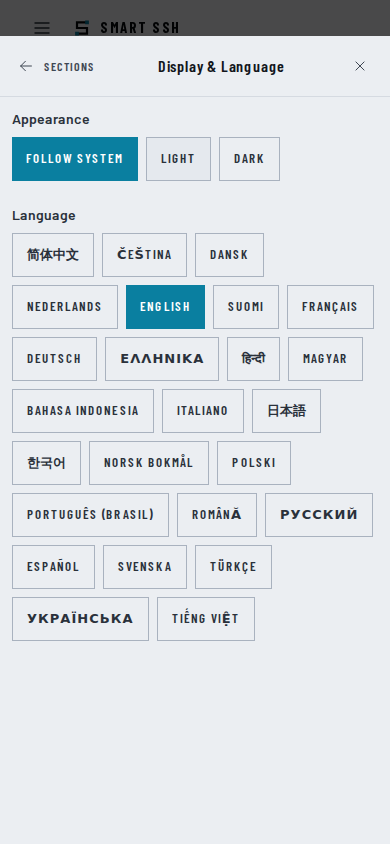 SMART SSH
SECTIONS Display & Language
Appearance
FOLLOW SYSTEM LIGHT DARK
Language
简体中文 ČEŠTINA DANSK
NEDERLANDS ENGLISH SUOMI FRANÇAIS
DEUTSCH ΕΛΛΗΝΙΚΑ हिन्दी MAGYAR
BAHASA INDONESIA ITALIANO 日本語
한국어 NORSK BOKMÅL POLSKI
PORTUGUÊS (BRASIL) ROMÂNĂ РУССКИЙ
ESPAÑOL SVENSKA TÜRKÇE
УКРАЇНСЬКА TIẾNG VIỆT